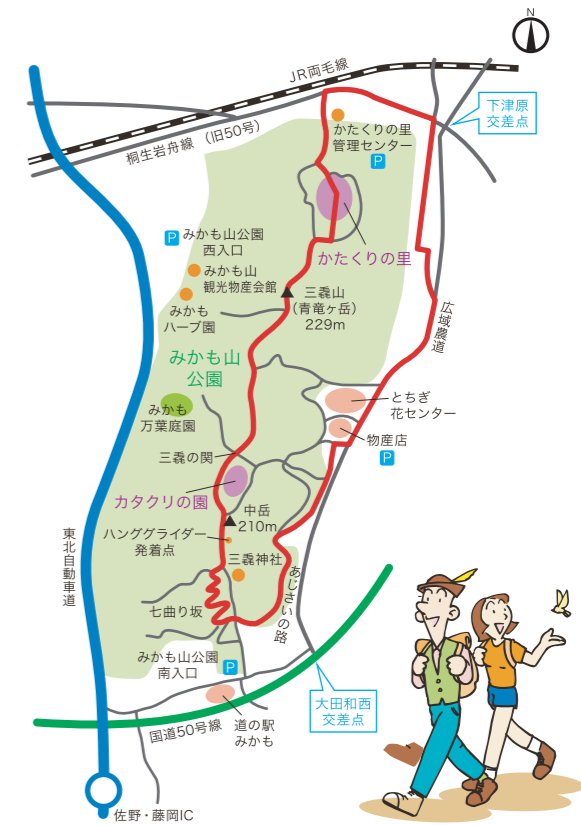 N
JR両毛線
桐生岩舟線 （旧50号）
下津原
交差点
かたくりの里
管理センター
P
P
みかも山公園
西入口
かたくりの里
みかも山
観光物産会館
三毳山
（青竜ヶ岳）
229m
みかも
ハーブ園
広域農道
みかも山
公園
とちぎ
花センター
みかも
万葉庭園
物産店
P
三毳の関
カタクリの園
中岳
210m
ハンググライダー
発着点
東北自動車道
三毳神社
あじさいの路
七曲り坂
みかも山公園
南入口
P
大田和西
交差点
国道50号線
道の駅
みかも
佐野・藤岡IC